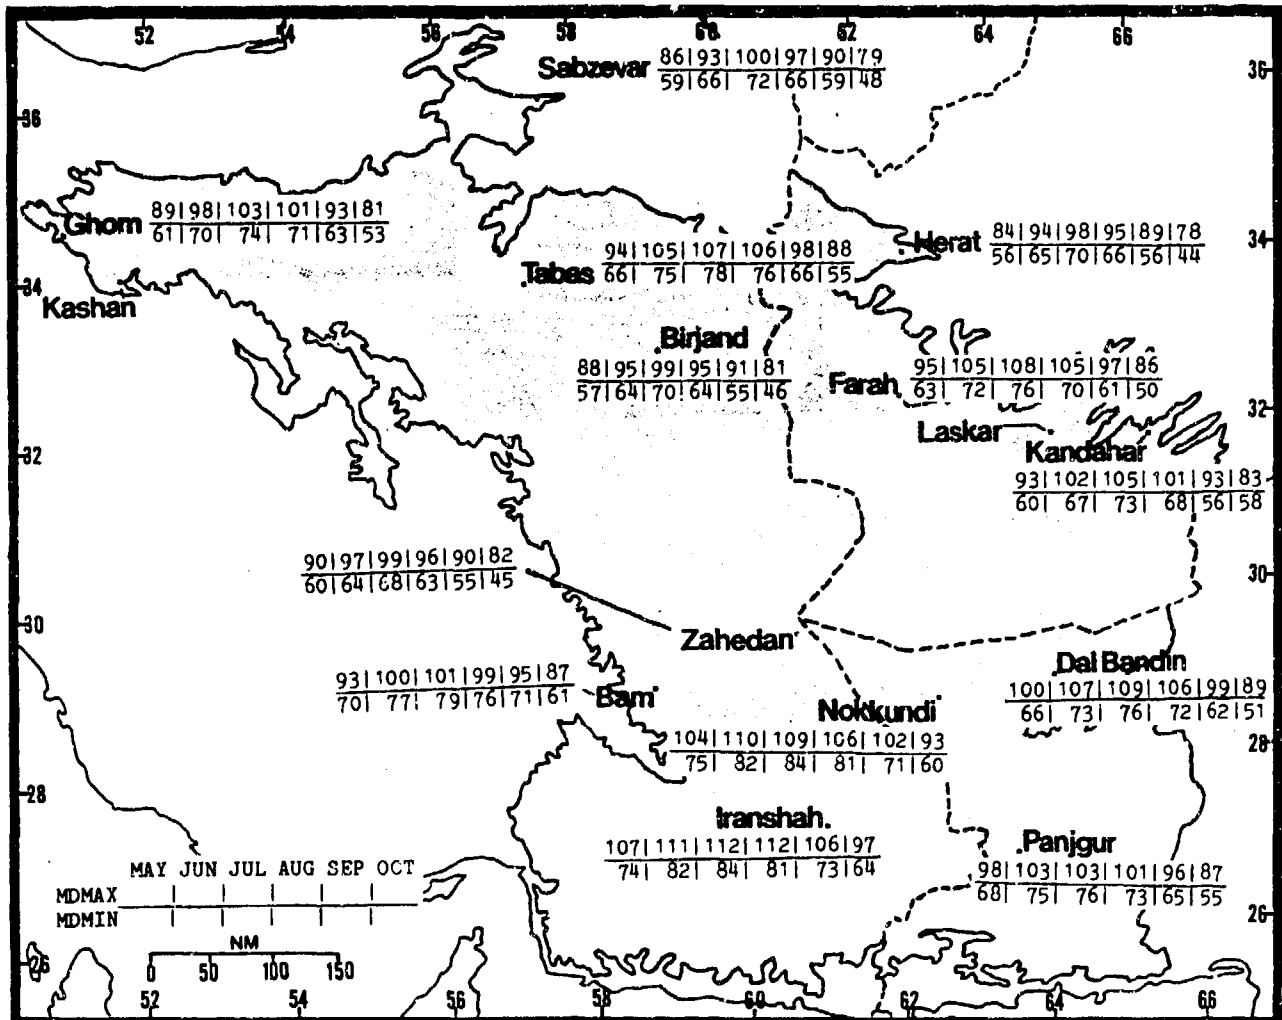 52 54 56 58 60 62 64 66
Sabzevar 86|93|100|97|90|79
59|66| 72|66|59|48
36 36
Ghom 89|98|103|101|93|81
61|70| 74| 71|63|53
Herat 84|94|98|95|89|78
56|65|70|66|56|44
34
Tabas 94|105|107|106|98|88
66| 75| 78| 76|66|55
34
Kashan
Birjand
88|95|99|95|91|81
57|64|70|64|55|46
Farah 95|105|108|105|97|86
63| 72| 76| 70|61|50
32
Laskar
Kandahar
32
93|102|105|101|93|83
60| 67| 73| 68|56|58
90|97|99|96|90|82
60|64|68|63|55|45
30
30
Zahedan
Dal Bandin
100|107|109|106|99|89
66| 73| 76| 72|62|51
93|100|101|99|95|87
70| 77| 79|76|71|61
Bam
Nokkundi
104|110|109|106|102|93
75| 82| 84| 81| 71|60
28
28
Iranshah
107|111|112|112|106|97
74| 82| 84| 81| 73|64
Panjgur
98|103|103|101|96|87
68| 75| 76| 73|65|55
MAY JUN JUL AUG SEP OCT
MDMAX
MDMIN
26
NM
0 50 100 150
26
52 54 56 58 60 62 64 66